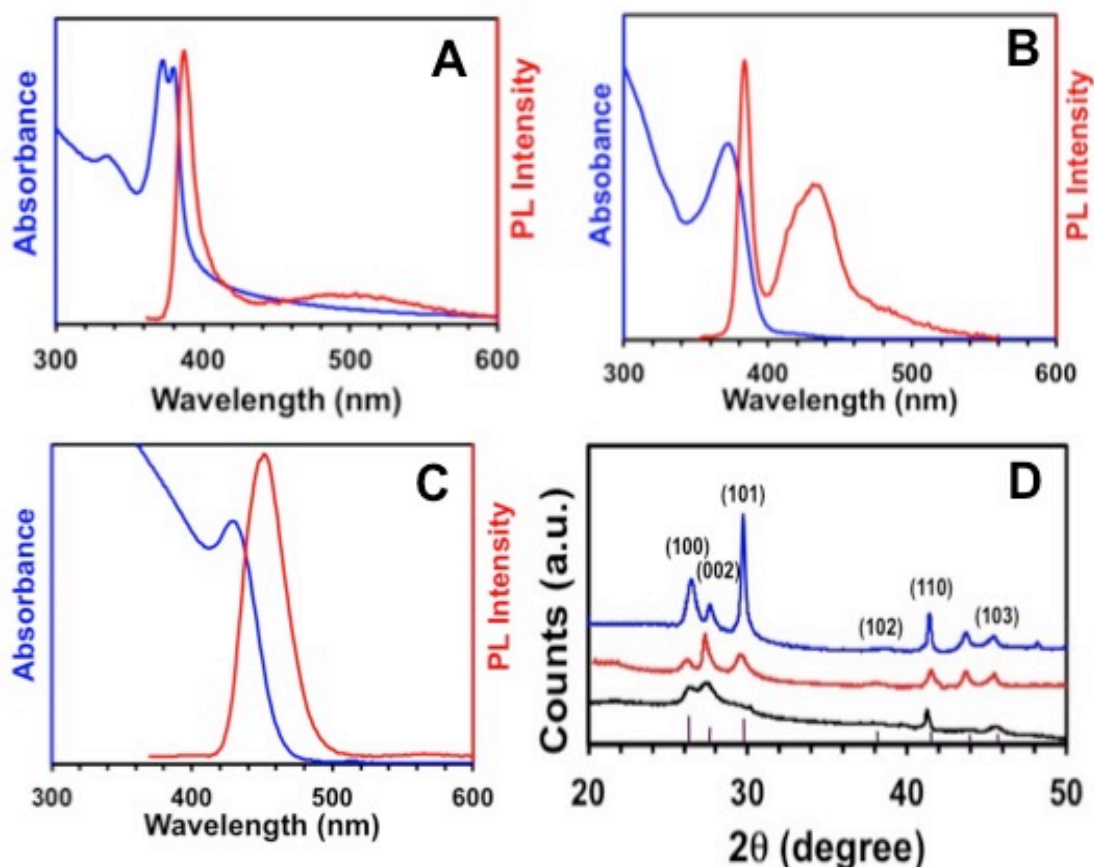 A
Absorbance
PL Intensity
300 400 500 600
Wavelength (nm)
B
Absobance
PL Intensity
300 400 500 600
Wavelength (nm)
C
Absorbance
PL Intensity
300 400 500 600
Wavelength (nm)
D
Counts (a.u.)
(100)
(002)
(101)
(102)
(110)
(103)
20 30 40 50
2θ (degree)